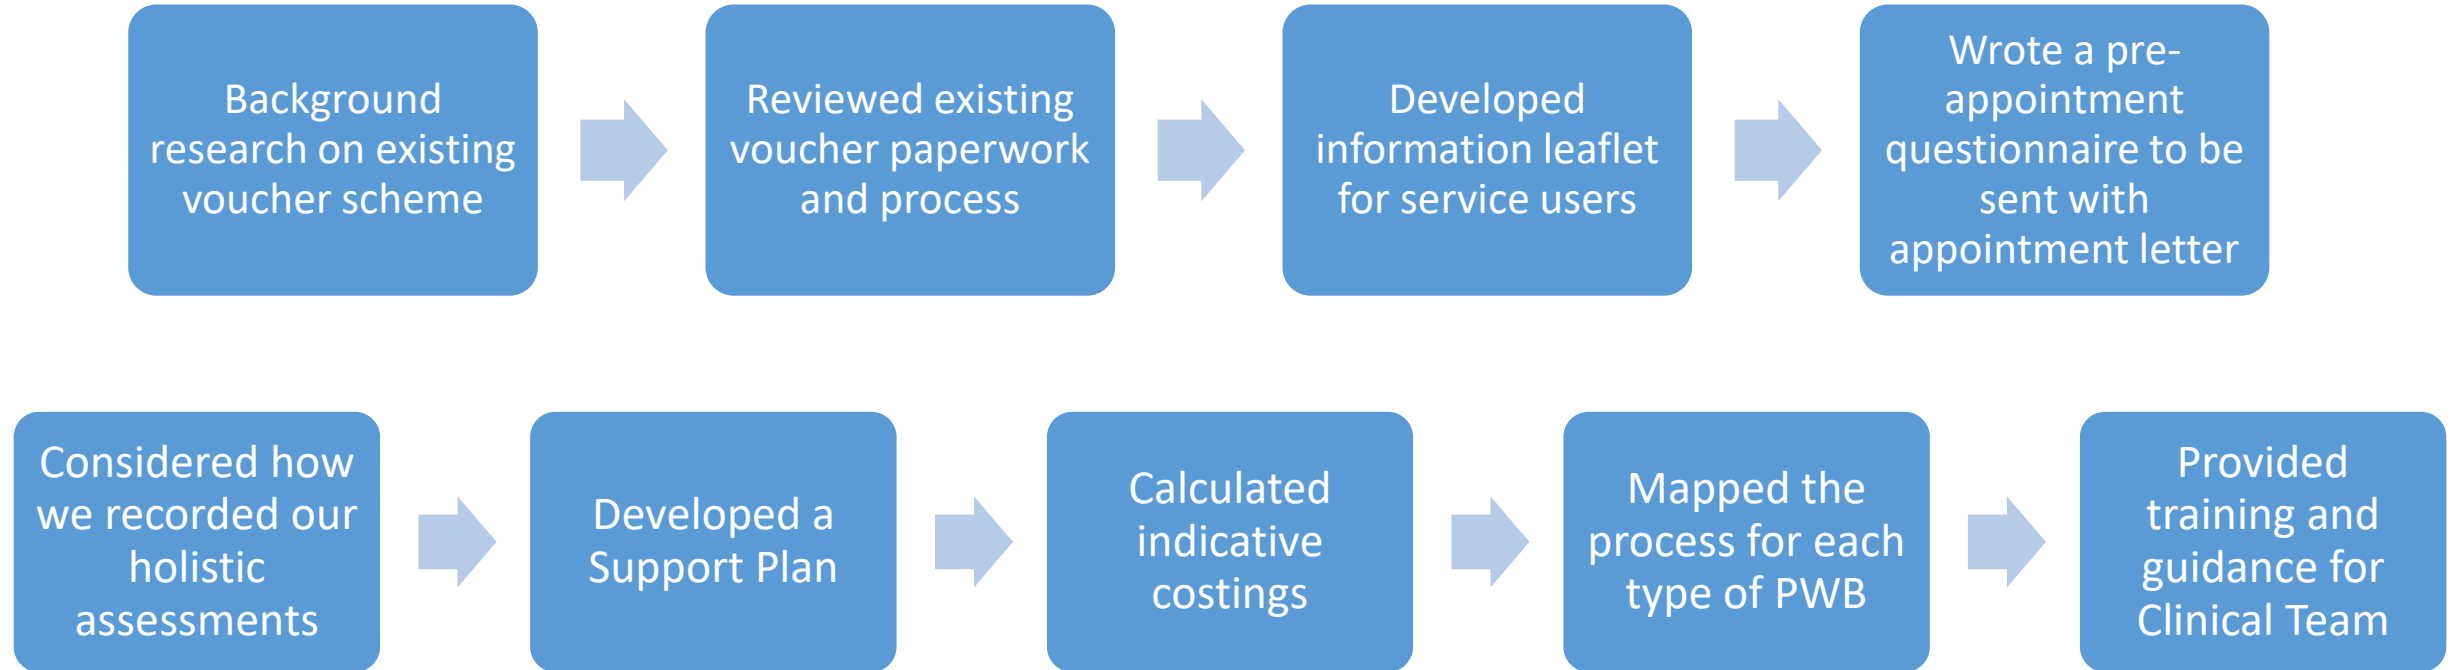 Background
research on existing
voucher scheme
Reviewed existing
voucher paperwork
and process
Developed
information leaflet
for service users
Wrote a pre-
appointment
questionnaire to be
sent with
appointment letter
Considered how
we recorded our
holistic
assessments
Developed a
Support Plan
Calculated
indicative
costings
Mapped the
process for each
type of PWB
Provided
training and
guidance for
Clinical Team